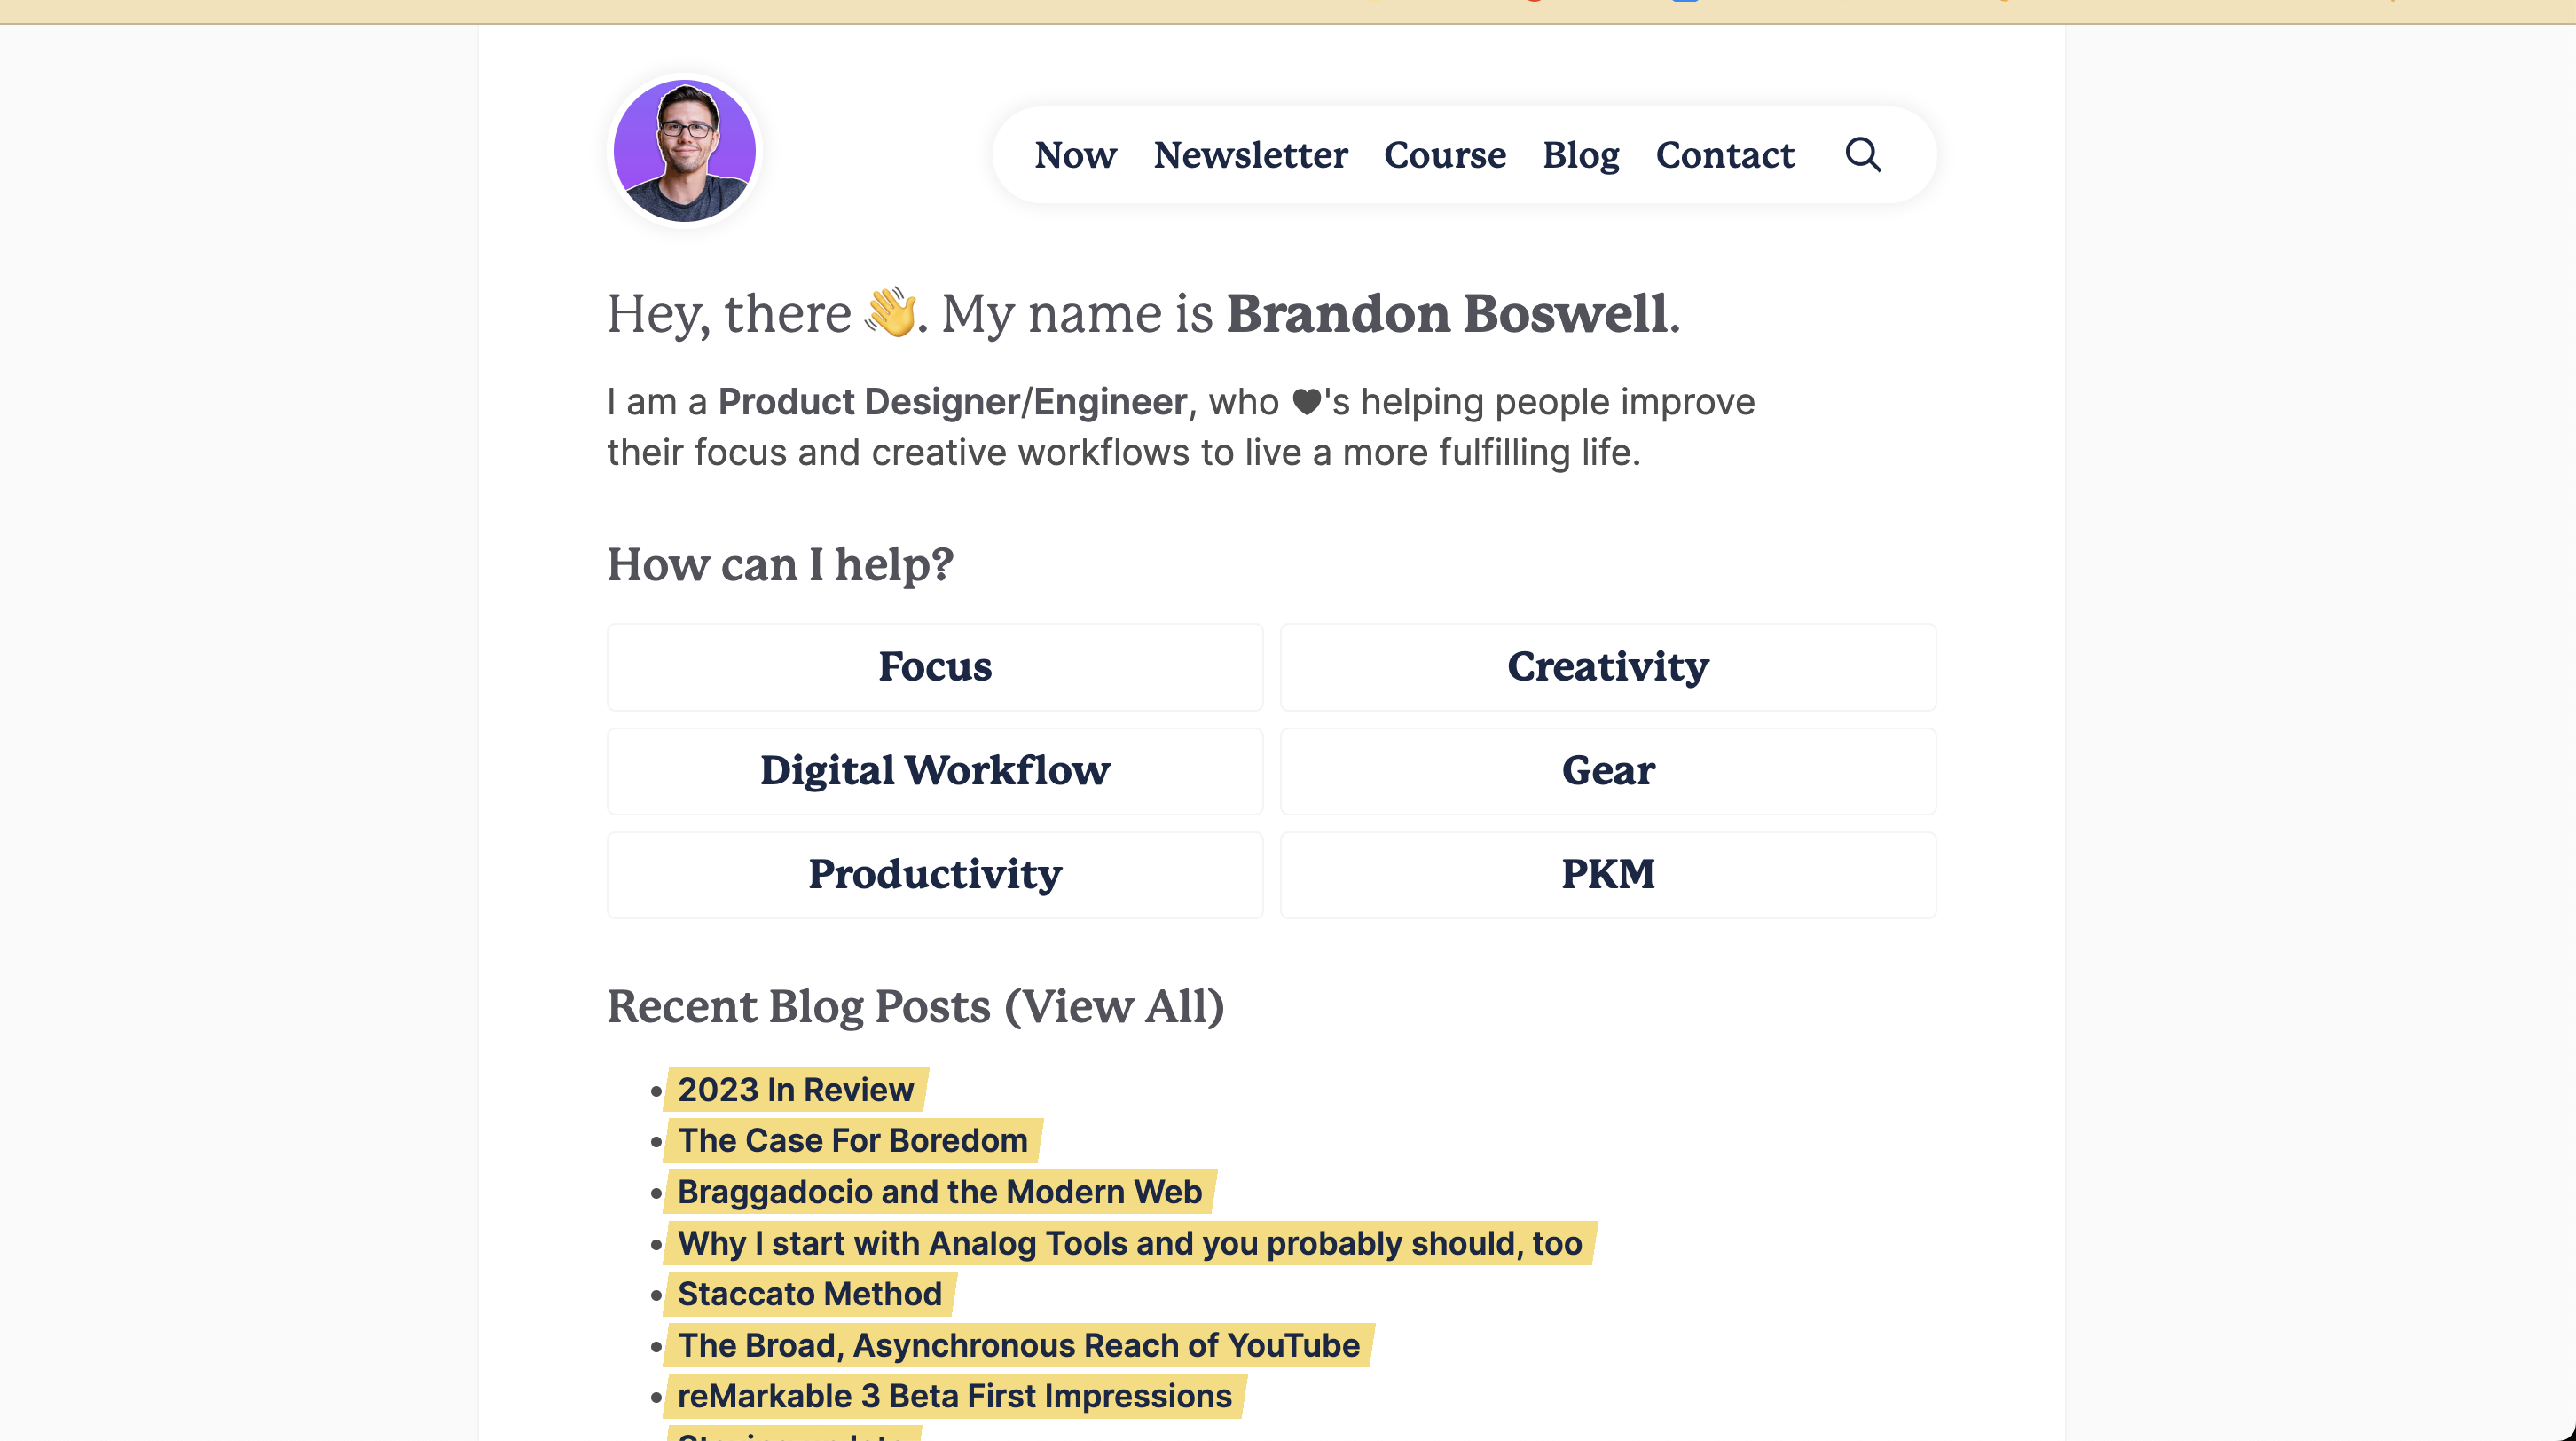 Now Newsletter Course Blog Contact
Hey, there 👋. My name is Brandon Boswell.
I am a Product Designer/Engineer, who ♥'s helping people improve
their focus and creative workflows to live a more fulfilling life.
How can I help?
Focus
Creativity
Digital Workflow
Gear
Productivity
PKM
Recent Blog Posts (View All)
2023 In Review
The Case For Boredom
Braggadocio and the Modern Web
Why I start with Analog Tools and you probably should, too
Staccato Method
The Broad, Asynchronous Reach of YouTube
reMarkable 3 Beta First Impressions